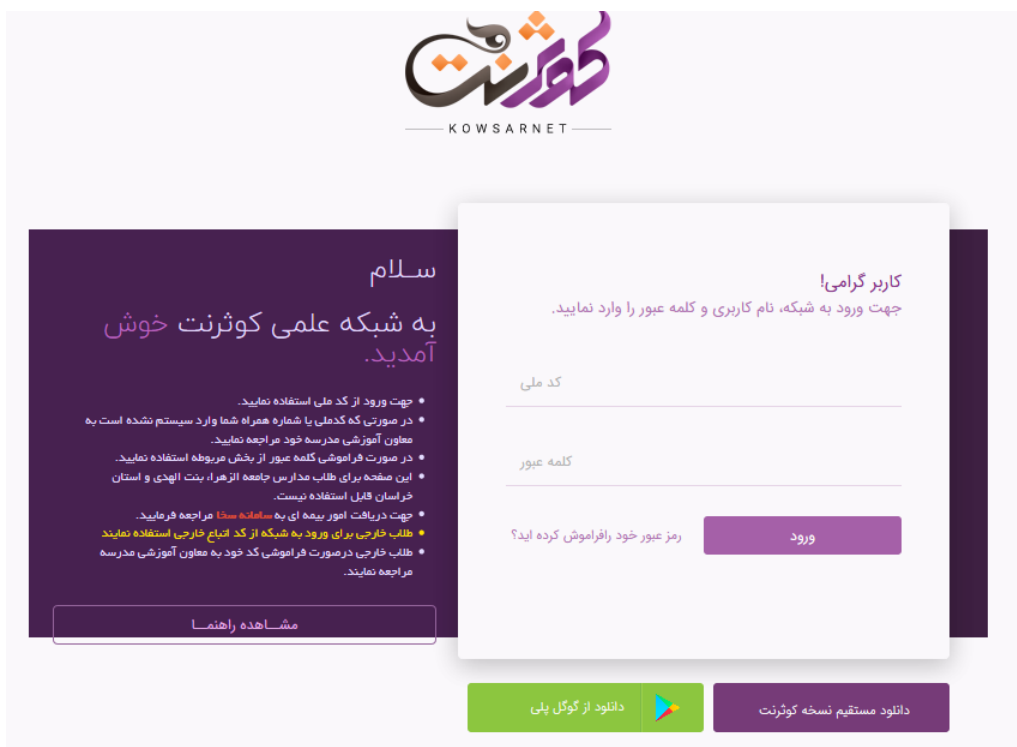 کوثرنت
KOWSARNET
کاربر گرامی!
جهت ورود به شبکه، نام کاربری و کلمه عبور را وارد نمایید.
کد ملی
کلمه عبور
ورود
رمز عبور خود رافراموش کرده اید؟
سـلام
به شبکه علمی کوثرنت خوش
آمدید.
جهت ورود از کد ملی استفاده نمایید.
در صورتی که کدملی یا شماره همراه شما وارد سیستم نشده است به
معاون آموزشی مدرسه خود مراجعه نمایید.
در صورت فراموشی کلمه عبور از بخش مربوطه استفاده نمایید.
این صفحه برای طلاب مدارس جامعه الزهرا، بنت الهدی و استان
خراسان قابل استفاده نیست.
جهت دریافت امور بیمه ای به سامانه سخا مراجعه فرمایید.
طلاب خارجی برای ورود به شبکه از کد اتباع خارجی استفاده نمایند
طلاب خارجی درصورت فراموشی کد خود به معاون آموزشی مدرسه
مراجعه نمایند.
مشــاهده راهنمــا
دانلود مستقیم نسخه کوثرنت
دانلود از گوگل پلی